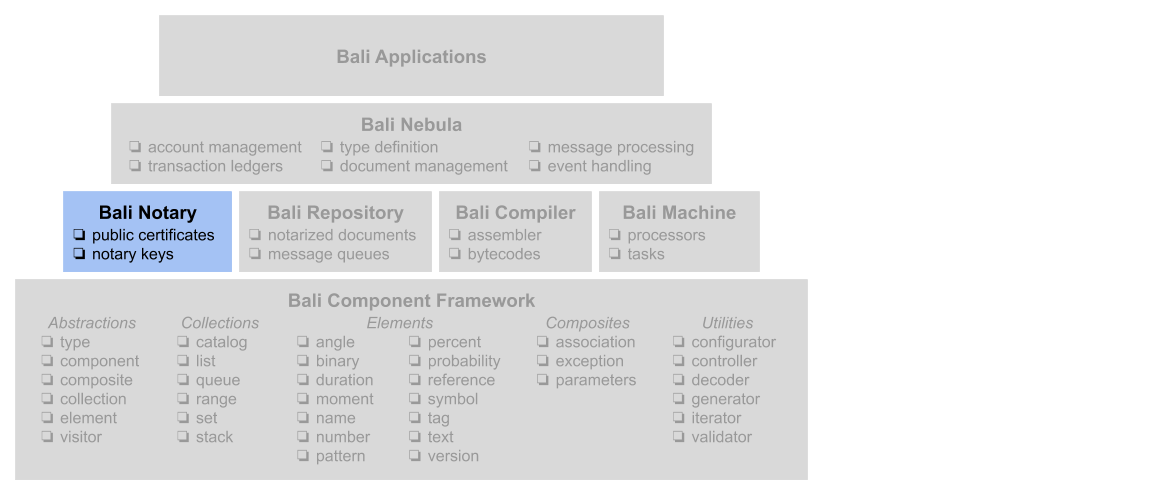 Bali Applications
Bali Nebula
❏ account management ❏ type definition ❏ message processing
❏ transaction ledgers ❏ document management ❏ event handling
Bali Notary
❏ public certificates
❏ notary keys
Bali Repository
❏ notarized documents
❏ message queues
Bali Compiler
❏ assembler
❏ bytecodes
Bali Machine
❏ processors
❏ tasks
Bali Component Framework
Abstractions
❏ type
❏ component
❏ composite
❏ collection
❏ element
❏ visitor
Collections
❏ catalog
❏ list
❏ queue
❏ range
❏ set
❏ stack
Elements
❏ angle
❏ binary
❏ duration
❏ moment
❏ name
❏ number
❏ pattern
❏ percent
❏ probability
❏ reference
❏ symbol
❏ tag
❏ text
❏ version
Composites
❏ association
❏ exception
❏ parameters
Utilities
❏ configurator
❏ controller
❏ decoder
❏ generator
❏ iterator
❏ validator